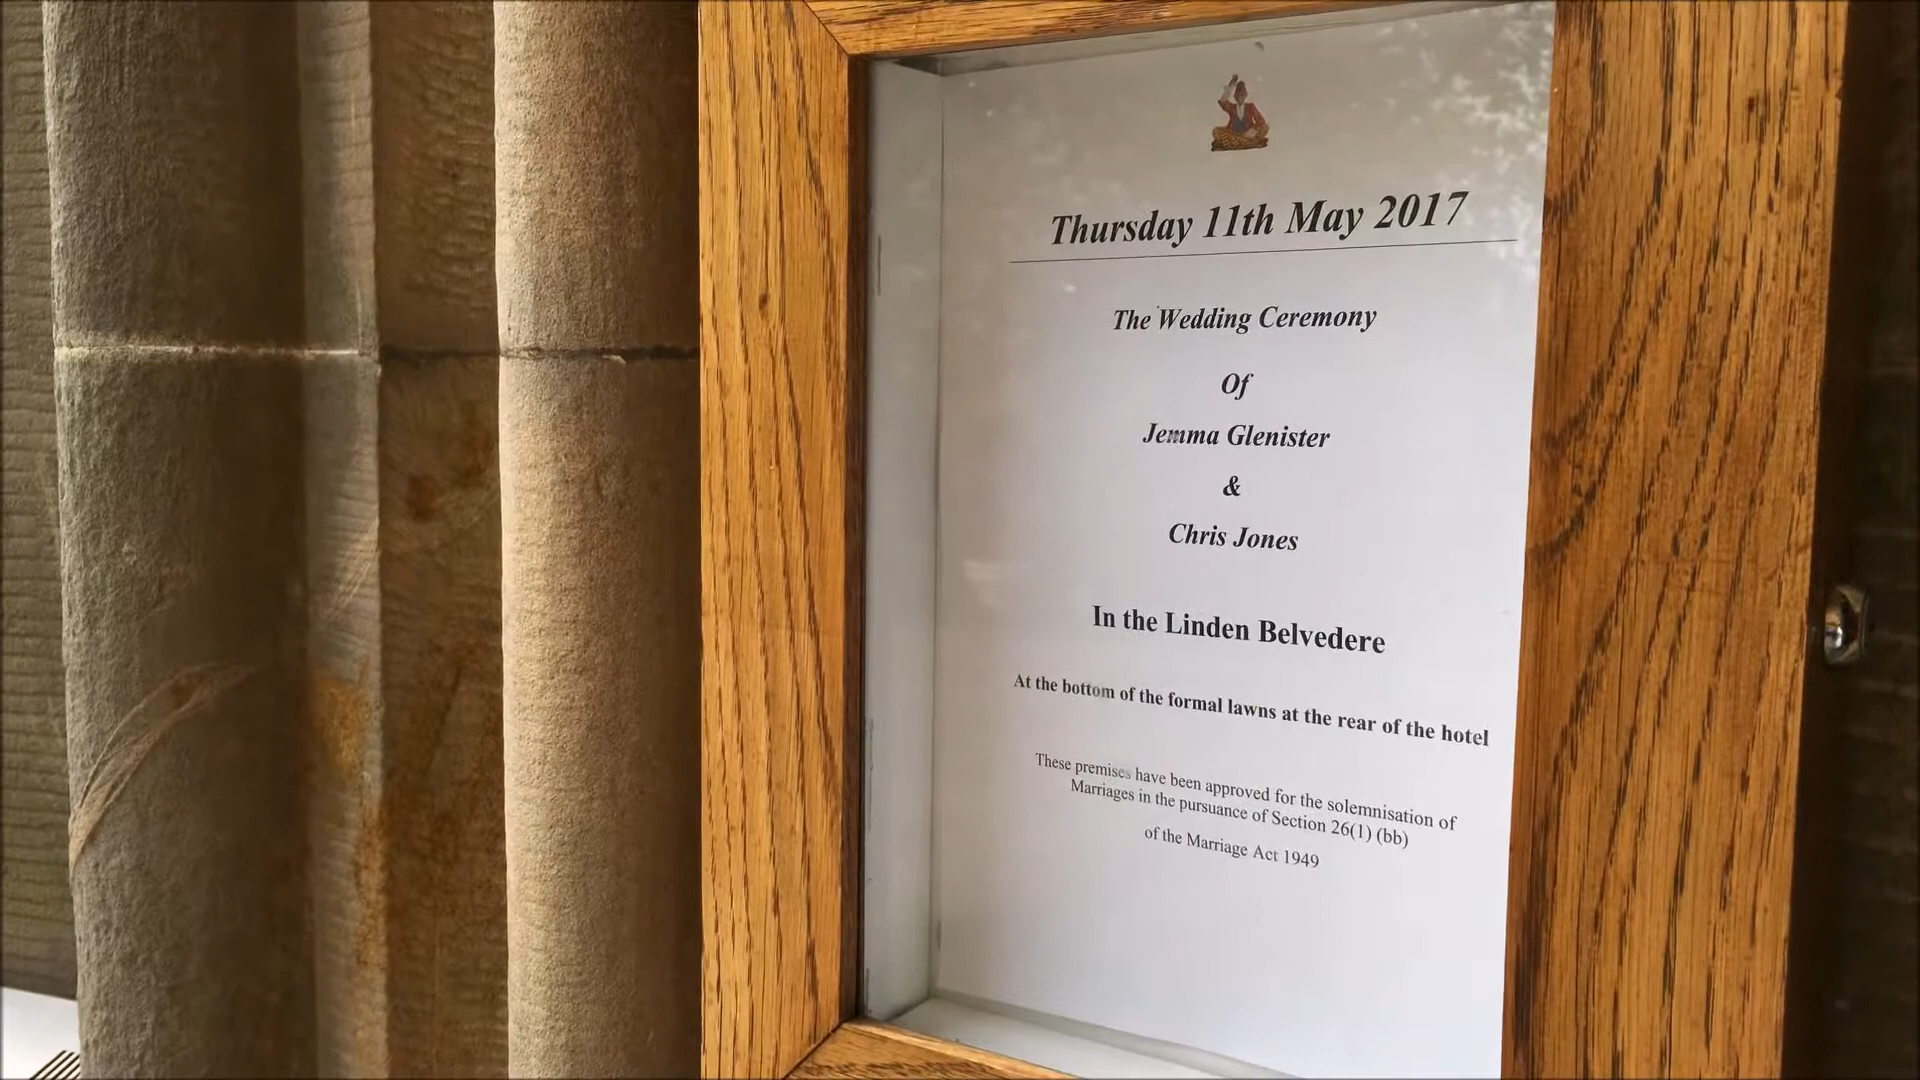 Thursday 11th May 2017
The Wedding Ceremony
Of
Jemma Glenister
&
Chris Jones
In the Linden Belvedere
At the bottom of the formal lawns at the rear of the hotel
These premises have been approved for the solemnisation of
Marriages in the pursuance of Section 26(1) (bb)
of the Marriage Act 1949